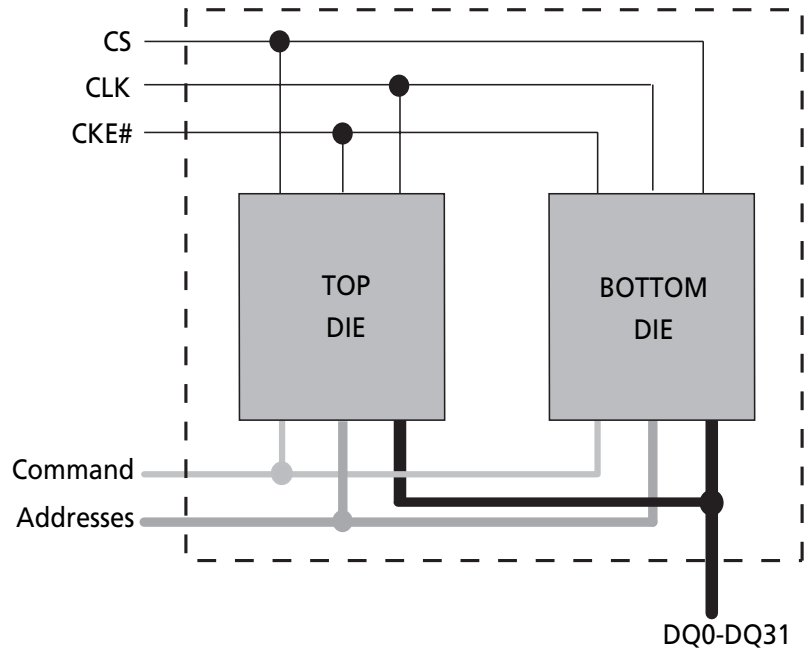 CS
CLK
CKE#
TOP
DIE
BOTTOM
DIE
Command
Addresses
DQ0-DQ31